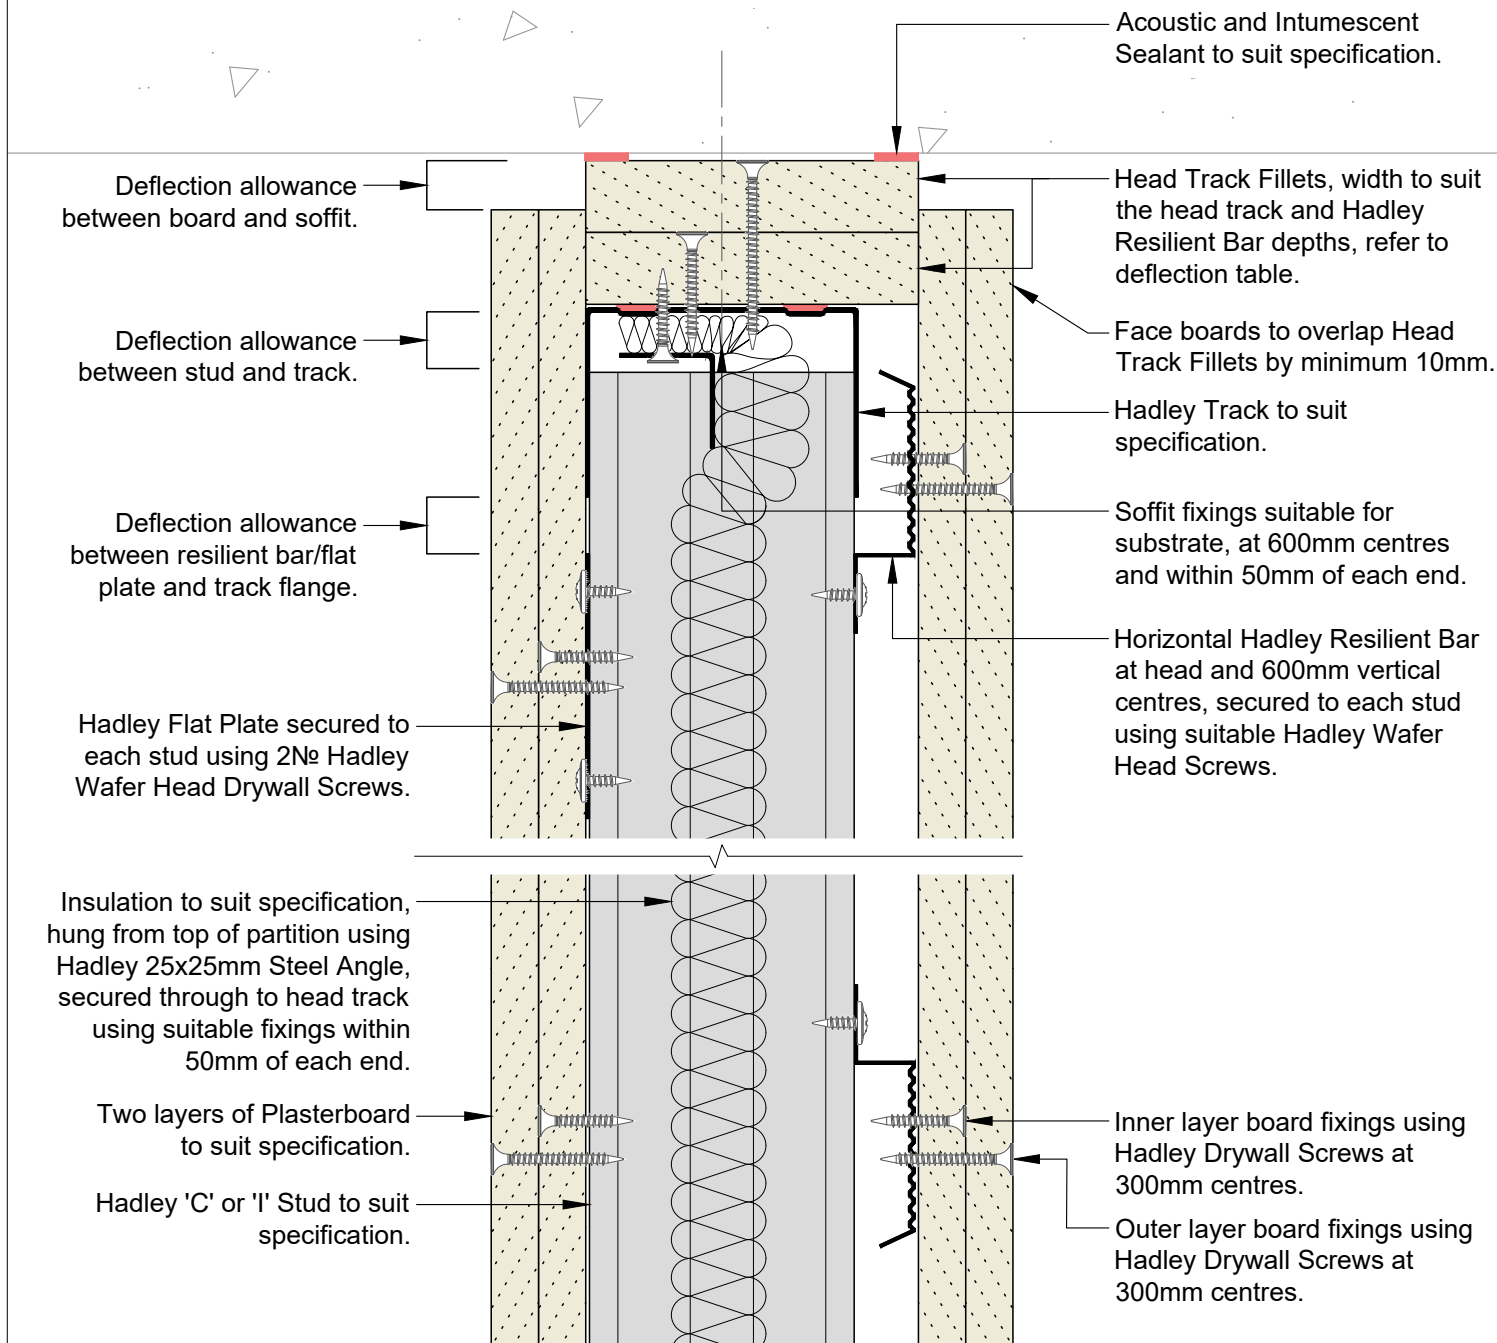 Acoustic and Intumescent
Sealant to suit specification.
Deflection allowance
between board and soffit.
Head Track Fillets, width to suit
the head track and Hadley
Resilient Bar depths, refer to
deflection table.
Deflection allowance
between stud and track.
Face boards to overlap Head
Track Fillets by minimum 10mm.
Hadley Track to suit
specification.
Deflection allowance
between resilient bar/flat
plate and track flange.
Soffit fixings suitable for
substrate, at 600mm centres
and within 50mm of each end.
Horizontal Hadley Resilient Bar
at head and 600mm vertical
centres, secured to each stud
using suitable Hadley Wafer
Head Screws.
Hadley Flat Plate secured to
each stud using 2№ Hadley
Wafer Head Drywall Screws.
Insulation to suit specification,
hung from top of partition using
Hadley 25x25mm Steel Angle,
secured through to head track
using suitable fixings within
50mm of each end.
Two layers of Plasterboard
to suit specification.
Hadley 'C' or 'I' Stud to suit
specification.
Inner layer board fixings using
Hadley Drywall Screws at
300mm centres.
Outer layer board fixings using
Hadley Drywall Screws at
300mm centres.